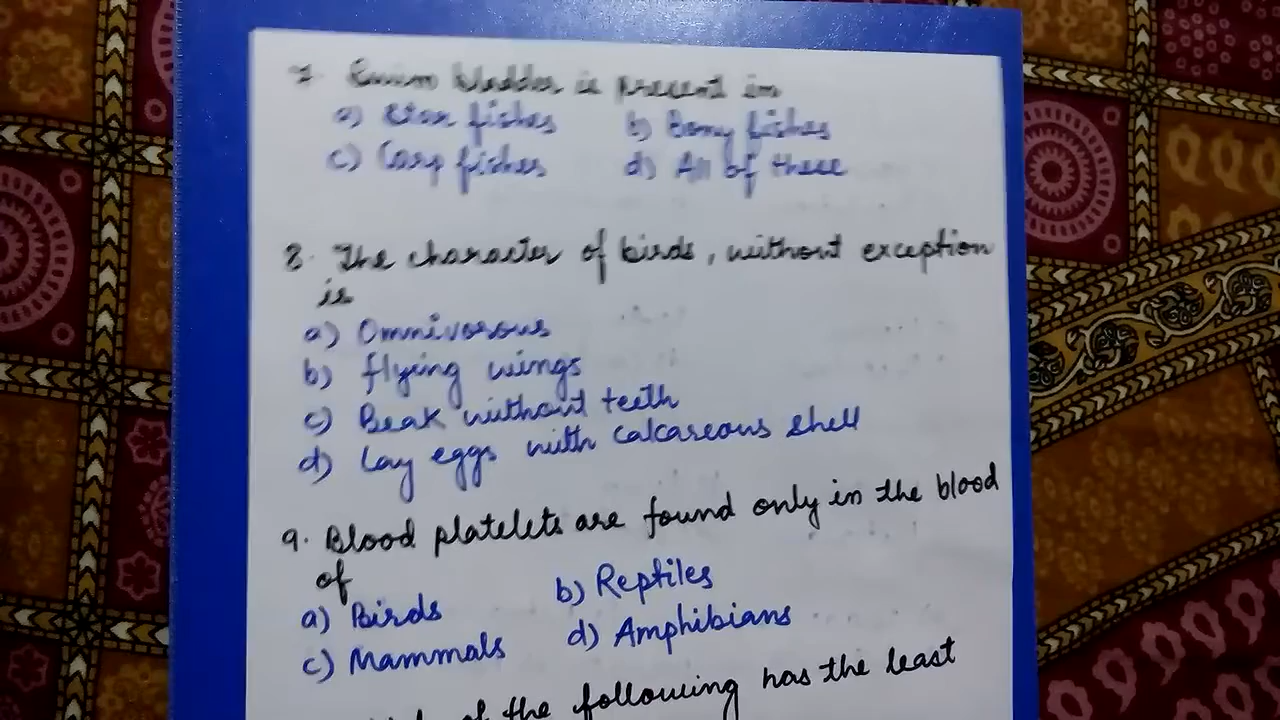 7. Swim bladder is present in
a) Star fishes b) Bony fishes
c) Carp fishes d) All of these
8. The character of birds, without exception
is
a) Omnivorous
b) flying wings
c) Beak without teeth
d) lay eggs with calcareous shell
9. Blood platelets are found only in the blood
of
a) Birds b) Reptiles
c) Mammals d) Amphibians
of the following has the least